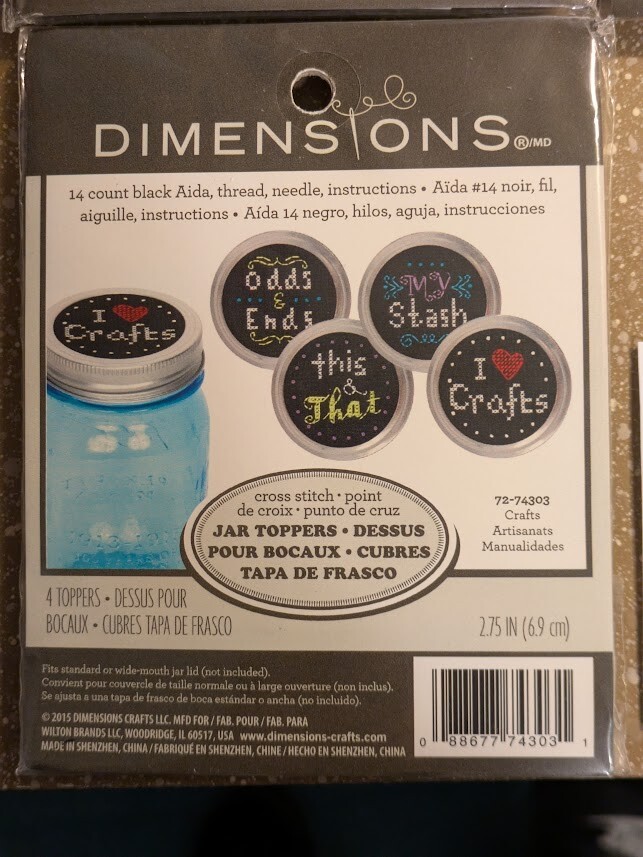 DIMENSIONS®/MD
14 count black Aida, thread, needle, instructions • Aïda #14 noir, fil,
aiguille, instructions • Aída 14 negro, hilos, aguja, instrucciones
Odds
&
Ends
My
Stash
I
Crafts
this
&
That
I
Crafts
cross stitch • point
de croix • punto de cruz
JAR TOPPERS • DESSUS
POUR BOCAUX • CUBRES
TAPA DE FRASCO
72-74303
Crafts
Artisanats
Manualidades
4 TOPPERS • DESSUS POUR
BOCAUX • CUBRES TAPA DE FRASCO
2.75 IN (6.9 cm)
Fits standard or wide-mouth jar lid (not included).
Convient pour couvercle de taille normale ou à large ouverture (non inclus).
Se ajusta a una tapa de frasco de boca estándar o ancha (no incluido).
© 2015 DIMENSIONS CRAFTS LLC. MFD FOR / FAB. POUR / FAB. PARA
WILTON BRANDS LLC, WOODRIDGE, IL 60517, USA www.dimensions-crafts.com
MADE IN SHENZHEN, CHINA / FABRIQUÉ EN SHENZHEN, CHINE / HECHO EN SHENZHEN, CHINA
0 88677 74303 1